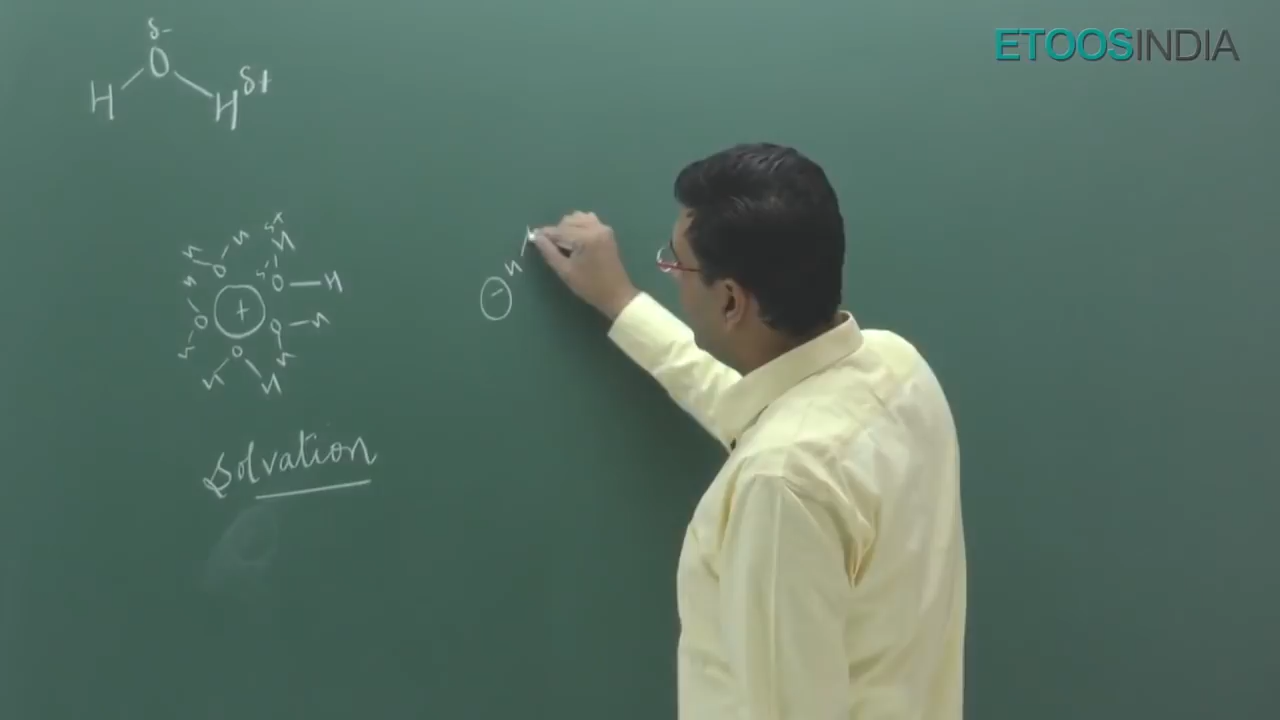 ETOOSINDIA
δ-
O
H H δ+
δ+
H H H
H O O H
+
O O H
H O H
H H
Solvation
H
-